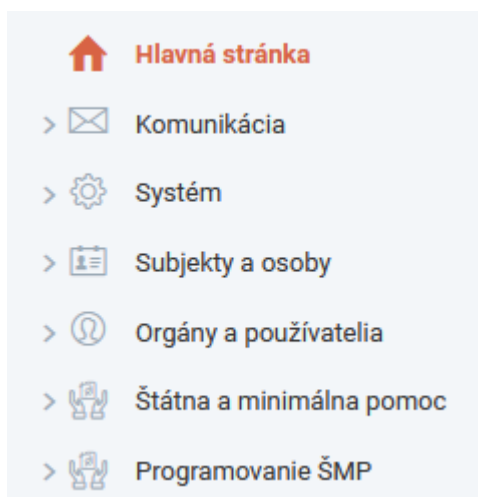 Hlavná stránka
Komunikácia
Systém
Subjekty a osoby
Orgány a používatelia
Štátna a minimálna pomoc
Programovanie ŠMP